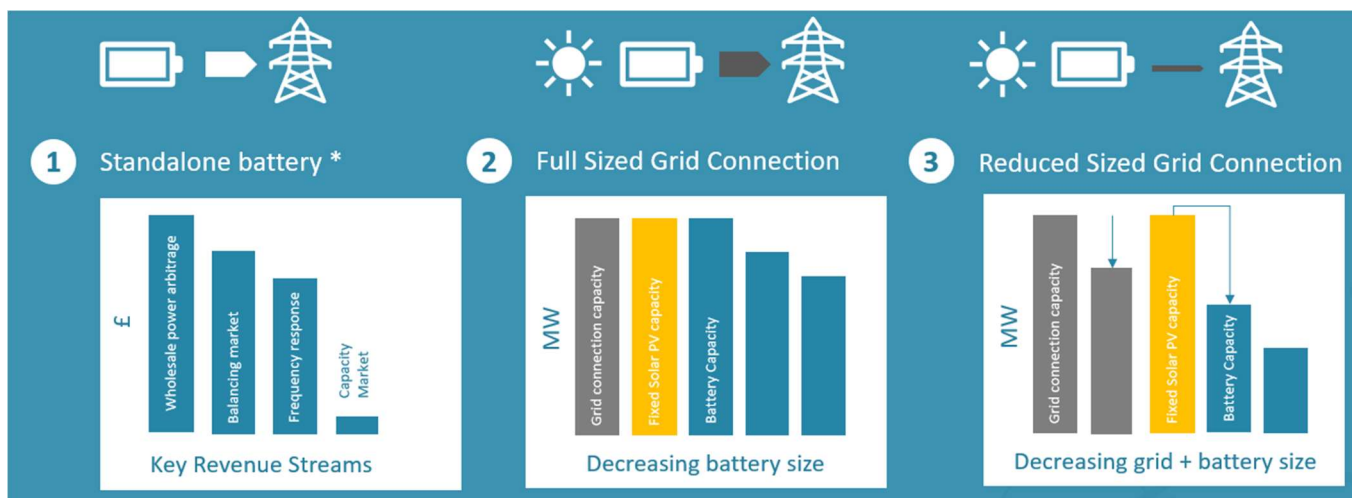 1 Standalone battery *
£
Wholesale power arbitrage
Balancing market
Frequency response
Capacity
Market
Key Revenue Streams
2 Full Sized Grid Connection
MW
Grid connection capacity
Fixed Solar PV capacity
Battery Capacity
Decreasing battery size
3 Reduced Sized Grid Connection
MW
Grid connection capacity
Fixed Solar PV capacity
Battery Capacity
Decreasing grid + battery size